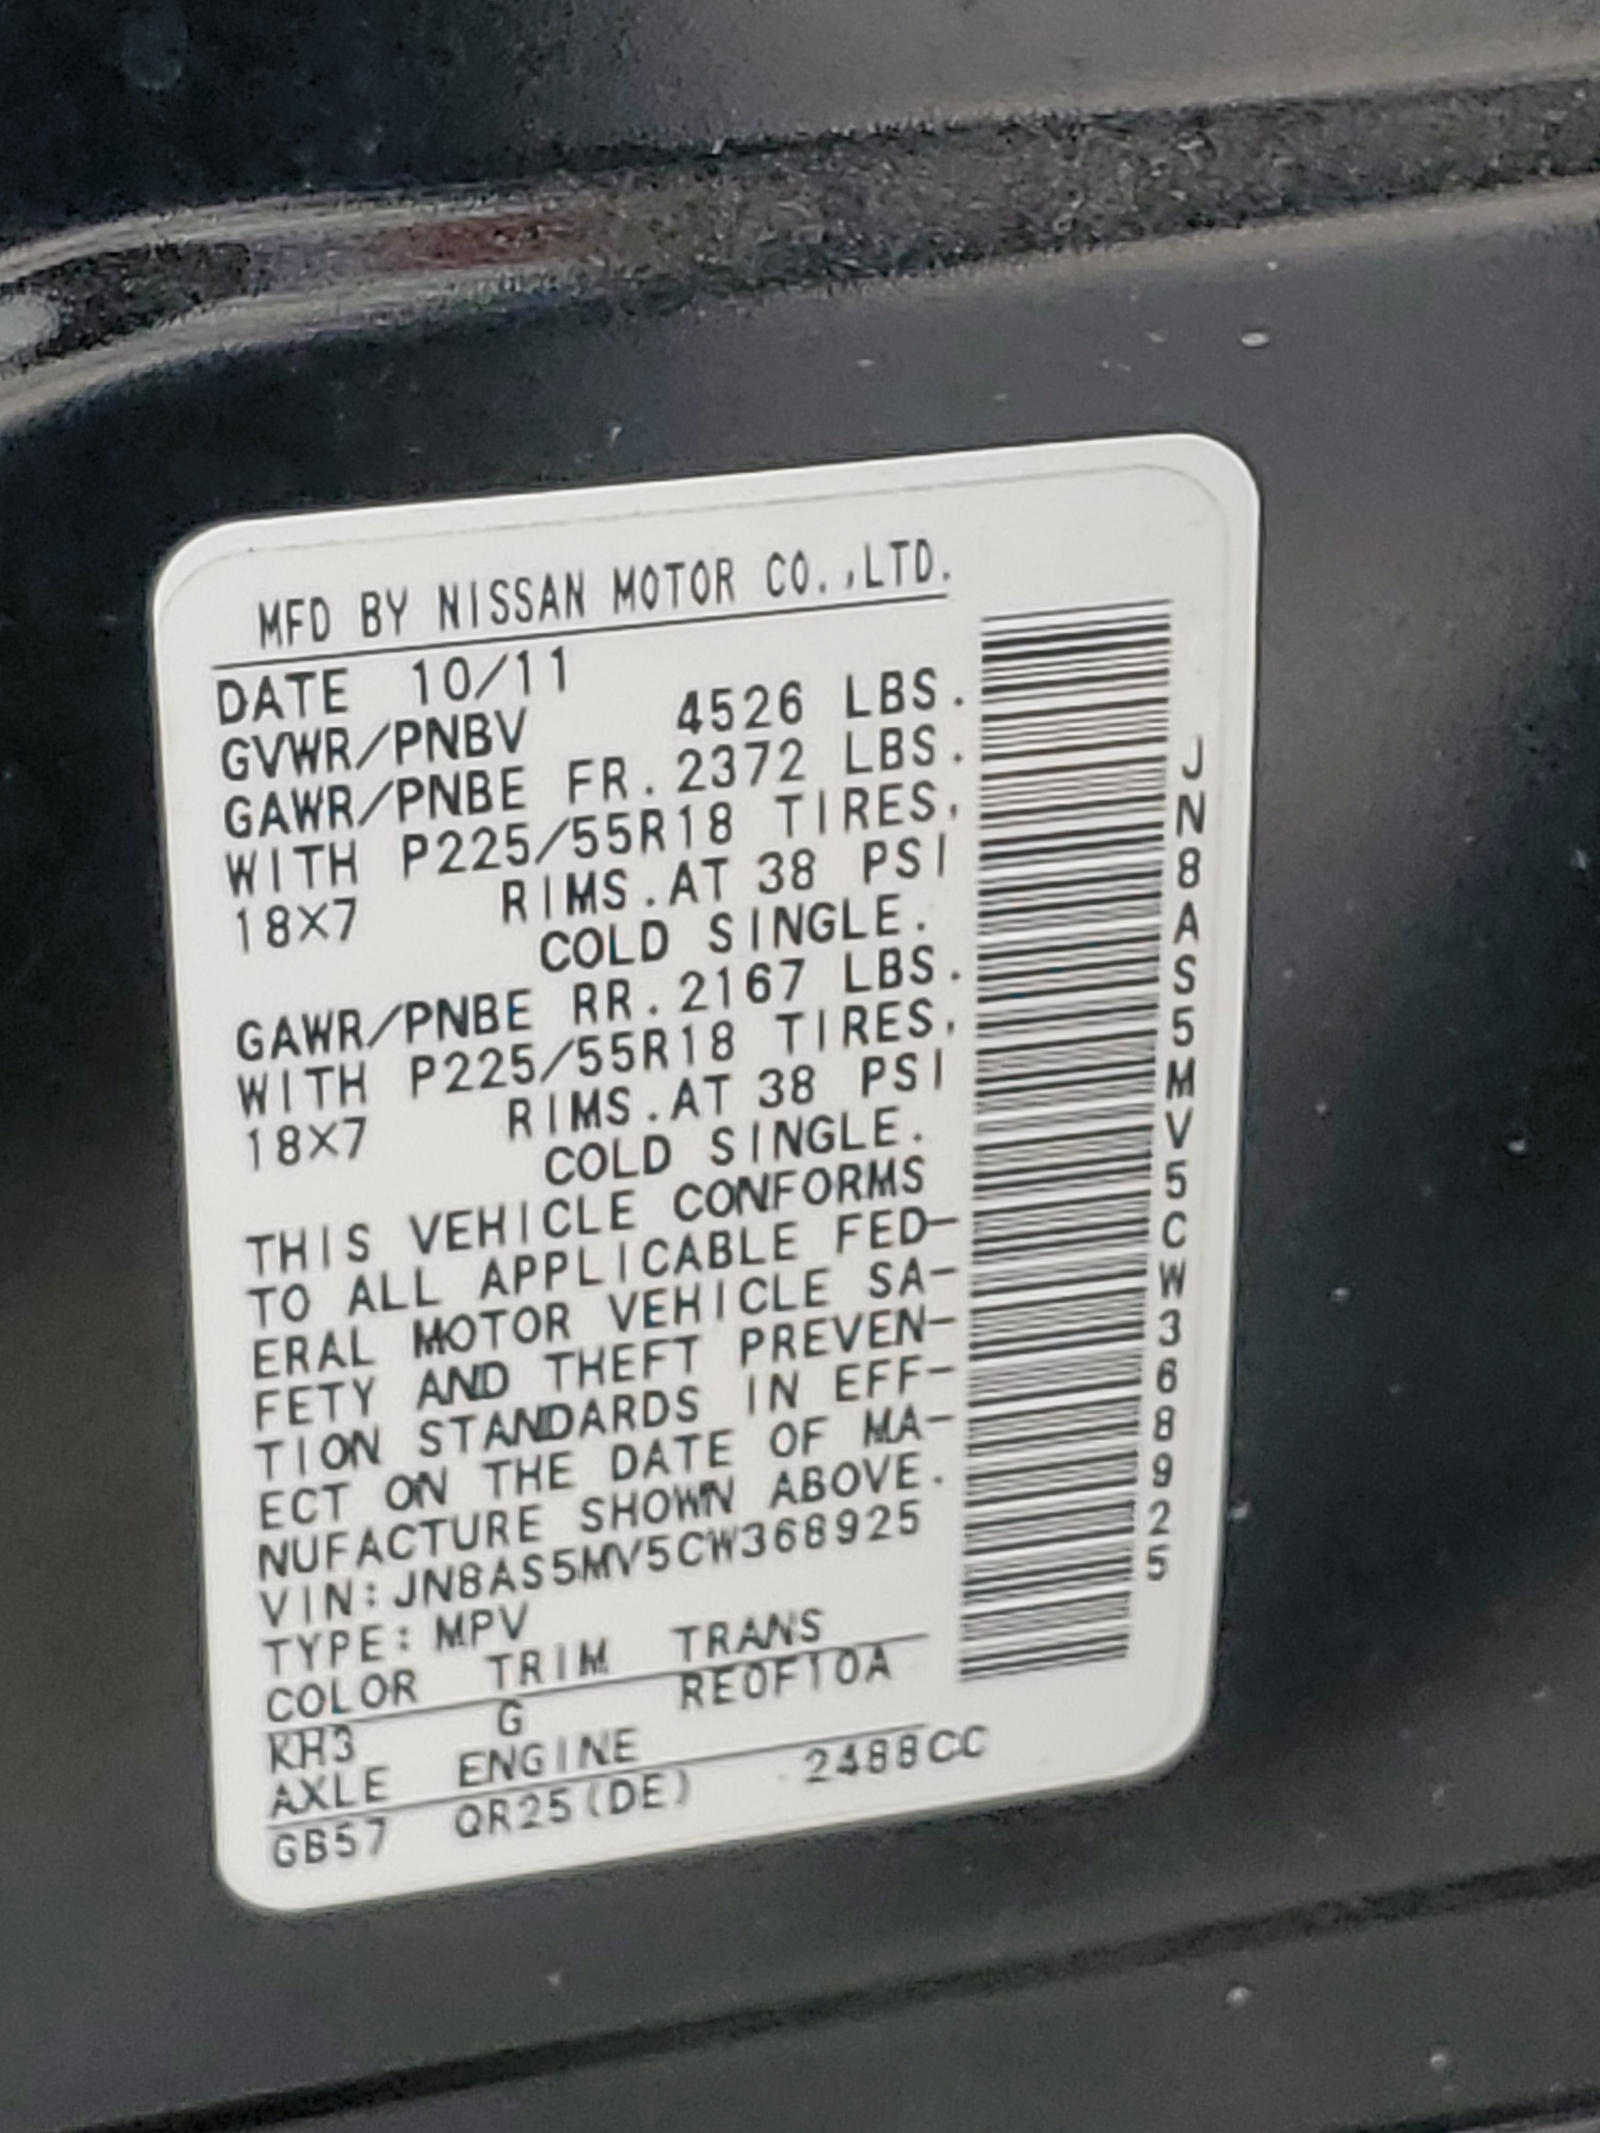 MFD BY NISSAN MOTOR CO.,LTD.
DATE 10/11
GVWR/PNBV 4526 LBS.
GAWR/PNBE FR.2372 LBS.
WITH P225/55R18 TIRES,
18X7 RIMS.AT 38 PSI
COLD SINGLE.
GAWR/PNBE RR.2167 LBS.
WITH P225/55R18 TIRES,
18X7 RIMS.AT 38 PSI
COLD SINGLE.
THIS VEHICLE CONFORMS
TO ALL APPLICABLE FED-
ERAL MOTOR VEHICLE SA-
FETY AND THEFT PREVEN-
TION STANDARDS IN EFF-
ECT ON THE DATE OF MA-
NUFACTURE SHOWN ABOVE.
VIN:JN8AS5MV5CW368925
TYPE:MPV
COLOR TRIM TRANS
KH3 G RE0F10A
AXLE ENGINE
GB57 QR25(DE) 2488CC
JN8AS5MV5CW368925